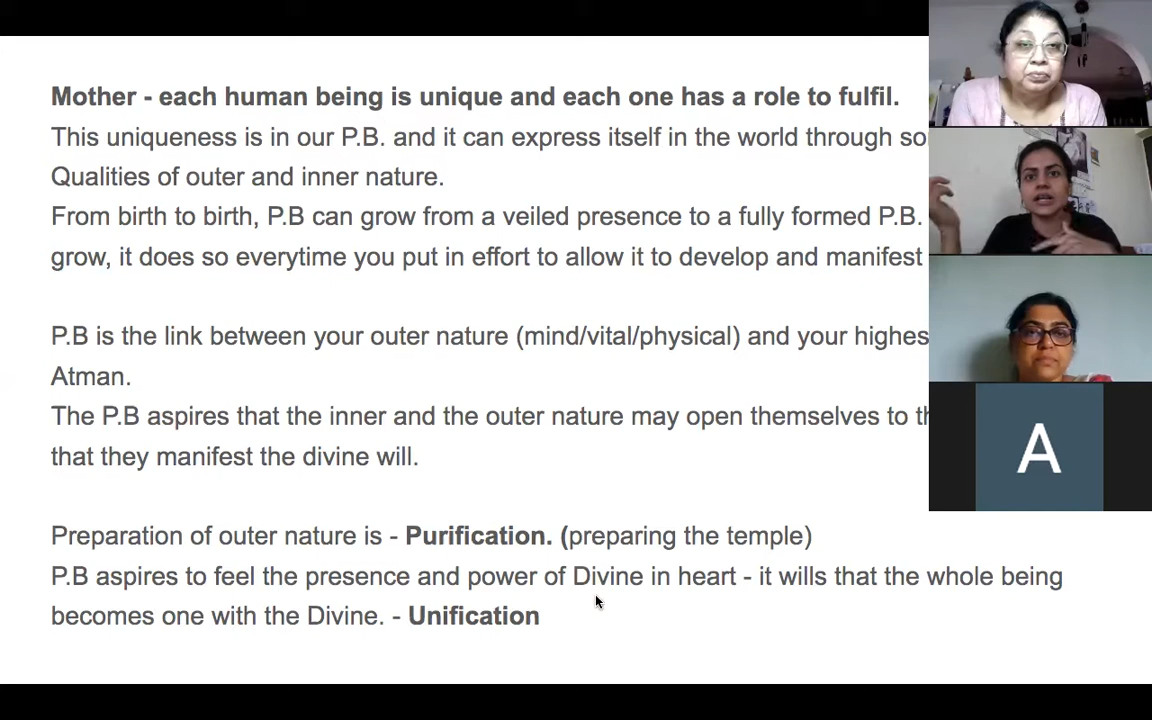 Mother - each human being is unique and each one has a role to fulfil.
This uniqueness is in our P.B. and it can express itself in the world through
Qualities of outer and inner nature.
From birth to birth, P.B can grow from a veiled presence to a fully formed P.B.
grow, it does so everytime you put in effort to allow it to develop and manifest
P.B is the link between your outer nature (mind/vital/physical) and your
Atman.
The P.B aspires that the inner and the outer nature may open themselves to
that they manifest the divine will.
Preparation of outer nature is - Purification. (preparing the temple)
P.B aspires to feel the presence and power of Divine in heart - it wills that the whole being
becomes one with the Divine. - Unification
A